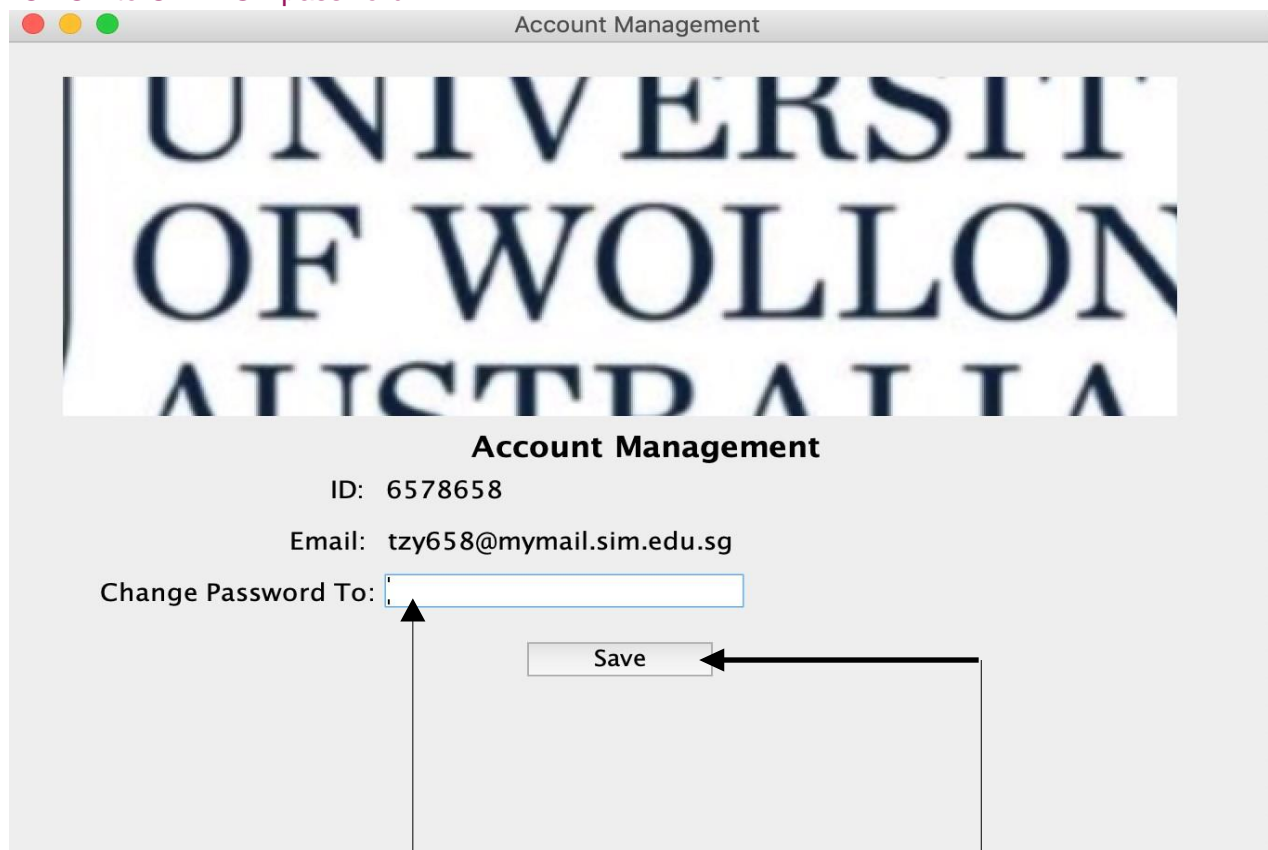 Account Management
UNIVERSIT
OF WOLLON
AUSTRALIA
Account Management
ID: 6578658
Email: tzy658@mymail.sim.edu.sg
Change Password To:
Save